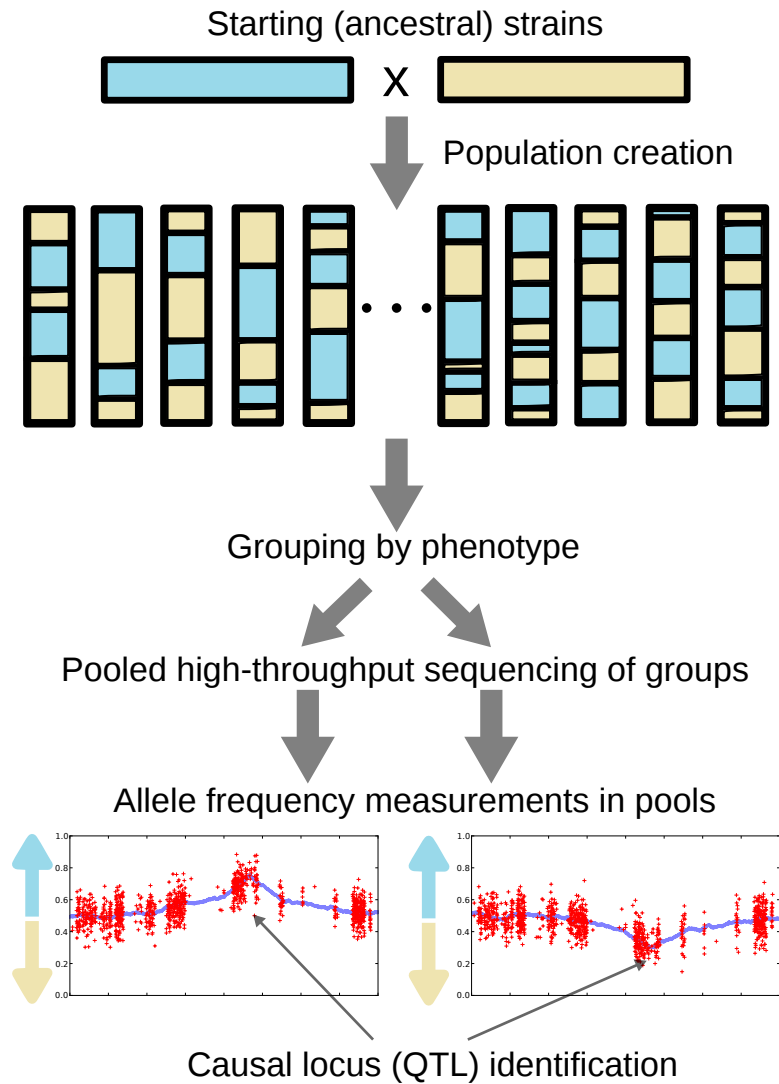 Starting (ancestral) strains
x
Population creation
...
Grouping by phenotype
Pooled high-throughput sequencing of groups
Allele frequency measurements in pools
1.0
0.8
0.6
0.4
0.2
0.0
1.0
0.8
0.6
0.4
0.2
0.0
Causal locus (QTL) identification